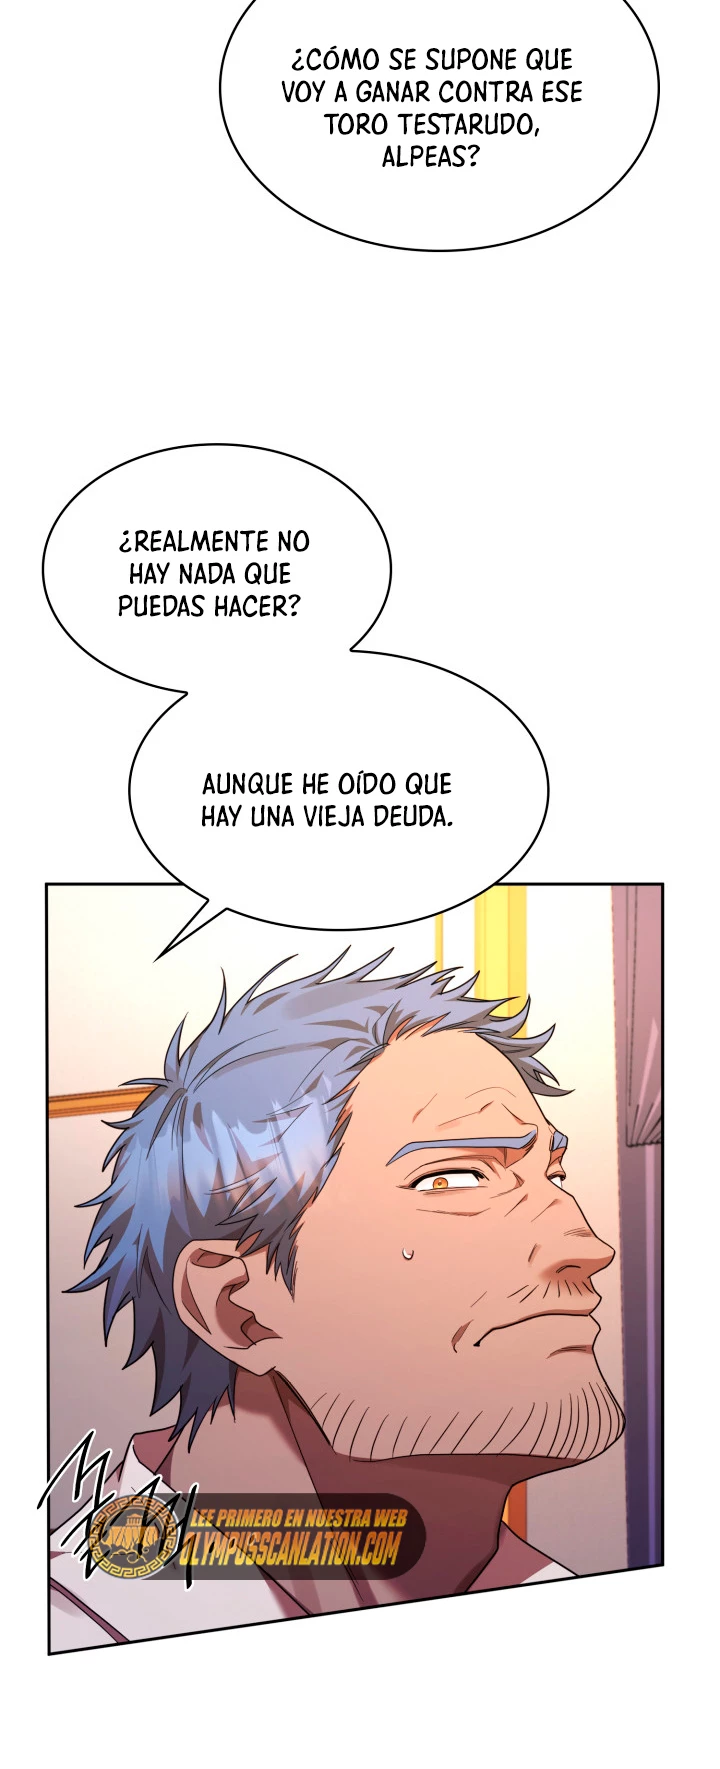 ¿CÓMO SE SUPONE QUE
VOY A GANAR CONTRA ESE
TORO TESTARUDO,
ALPEAS?
¿REALMENTE NO
HAY NADA QUE
PUEDAS HACER?
AUNQUE HE OÍDO QUE
HAY UNA VIEJA DEUDA.
LEE PRIMERO EN NUESTRA WEB
OLYMPUSSCANLATION.COM